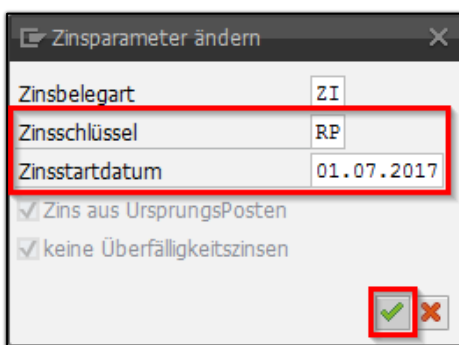 Zinsparameter ändern
Zinsbelegart ZI
Zinsschlüssel RP
Zinsstartdatum 01.07.2017
Zins aus UrsprungsPosten
keine Überfälligkeitszinsen